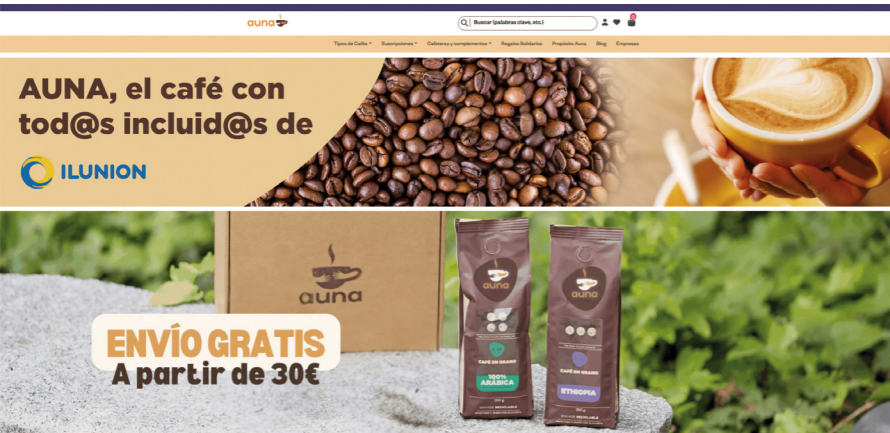 auna
Buscar (palabras clave, etc.)
Tipos de Cafés
Suscripciones
Cafeteras y complementos
Regalos Solidarios
Propósito Auna
Blog
Empresas
AUNA, el café con
tod@s incluid@s de
ILUNION
auna
auna
auna
CAFÉ EN GRANO
100%
ARÁBICA
CAFÉ EN GRANO
ETHIOPIA
ENVÍO GRATIS
A partir de 30€